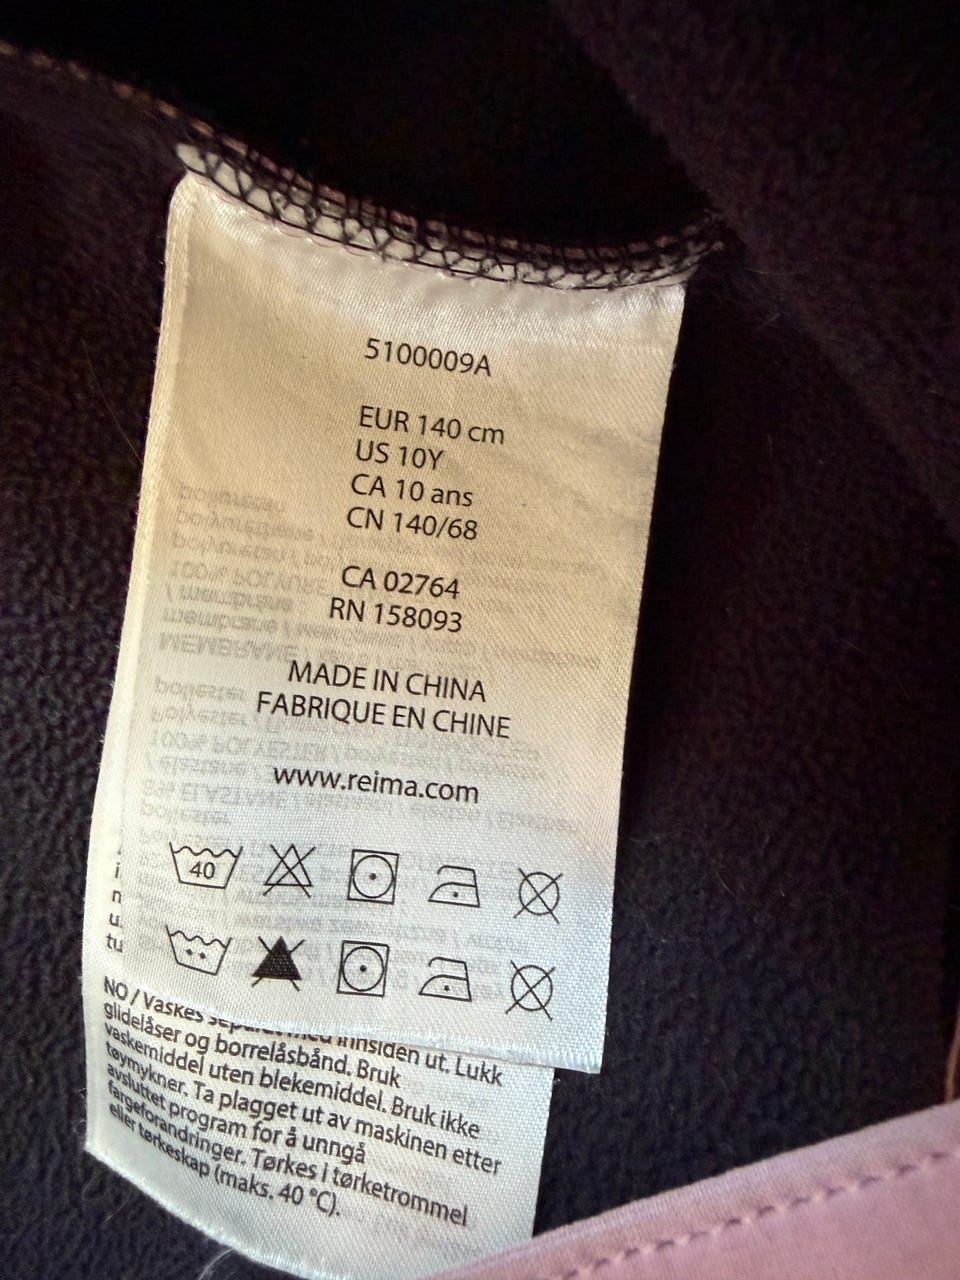 5100009A
EUR 140 cm
US 10Y
CA 10 ans
CN 140/68
CA 02764
RN 158093
MADE IN CHINA
FABRIQUE EN CHINE
www.reima.com
40
i
n
u
tu
NO / Vaskes separat med innsiden ut. Lukk
glidelåser og borrelåsbånd. Bruk
vaskemiddel uten blekemiddel. Bruk ikke
tøymykner. Ta plagget ut av maskinen etter
avsluttet program for å unngå
fargeforandringer. Tørkes i tørketrommel
eller tørkeskap (maks. 40 °C).